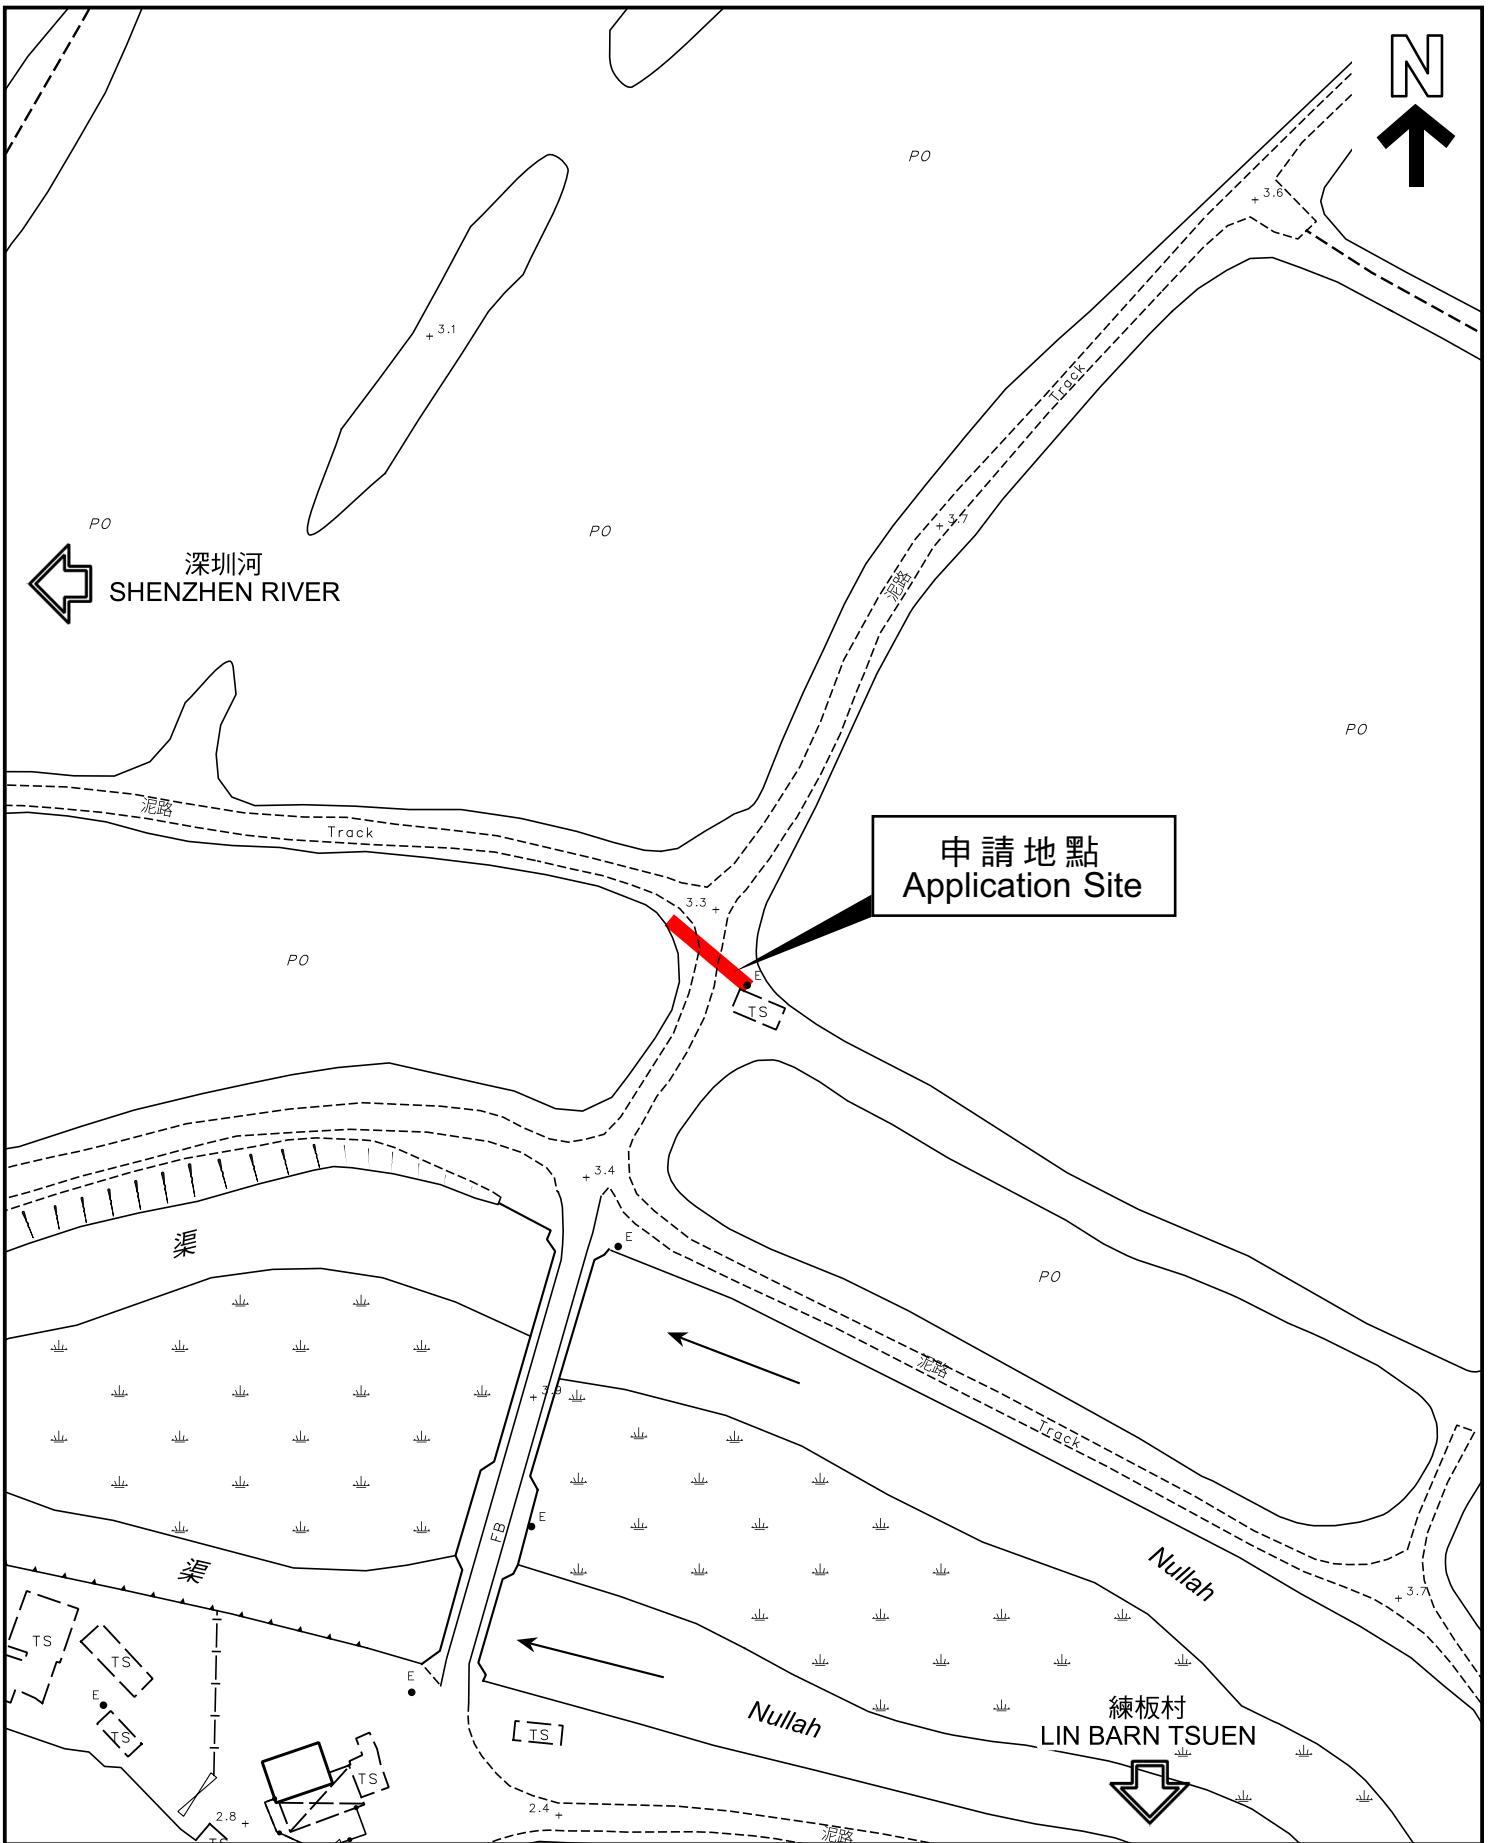 N
PO
3.6
3.1
Track
PO
PO
3.7
深圳河
SHENZHEN RIVER
泥路
PO
泥路
Track
申請地點
Application Site
3.3
PO
E
TS
3.4
渠
E
PO
泥路
3.9
Track
E
FB
Nullah
渠
3.7
TS
TS
E
E
練板村
LIN BARN TSUEN
Nullah
TS
TS
TS
2.4
2.8
TS
泥路